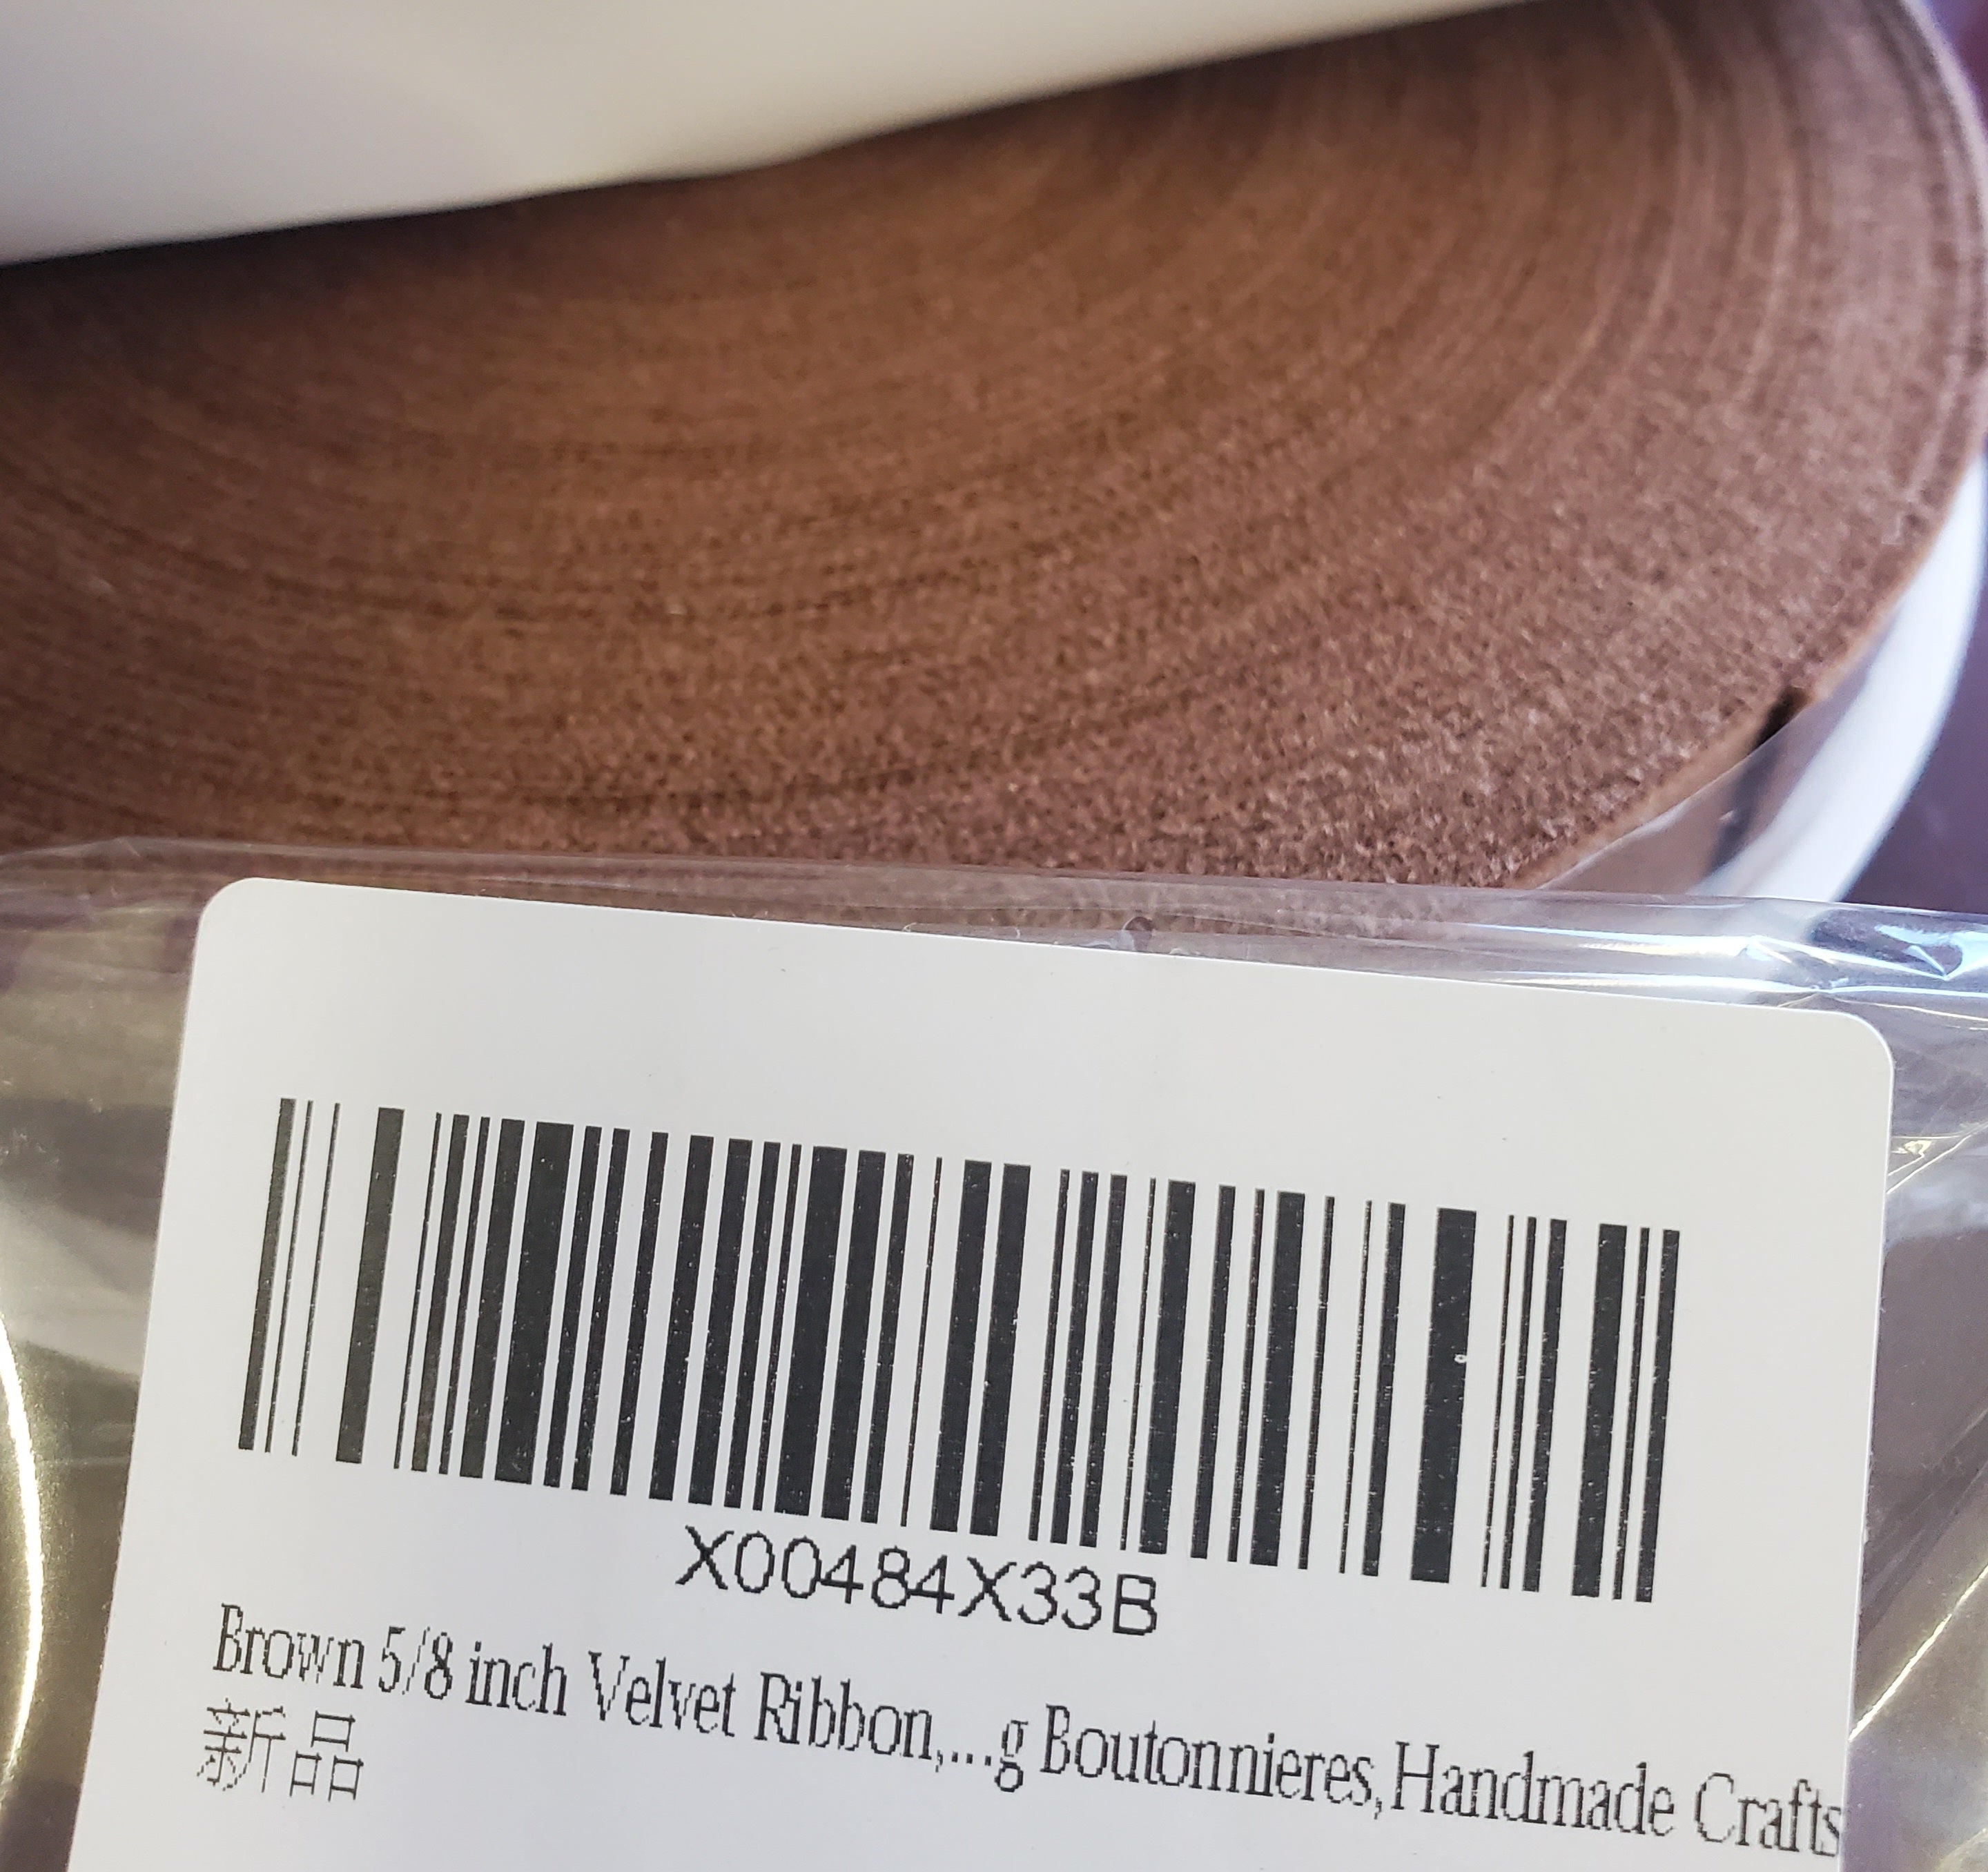 X00484X33B
Brown 5/8 inch Velvet Ribbon,...g Boutonnieres,Handmade Crafts
新品